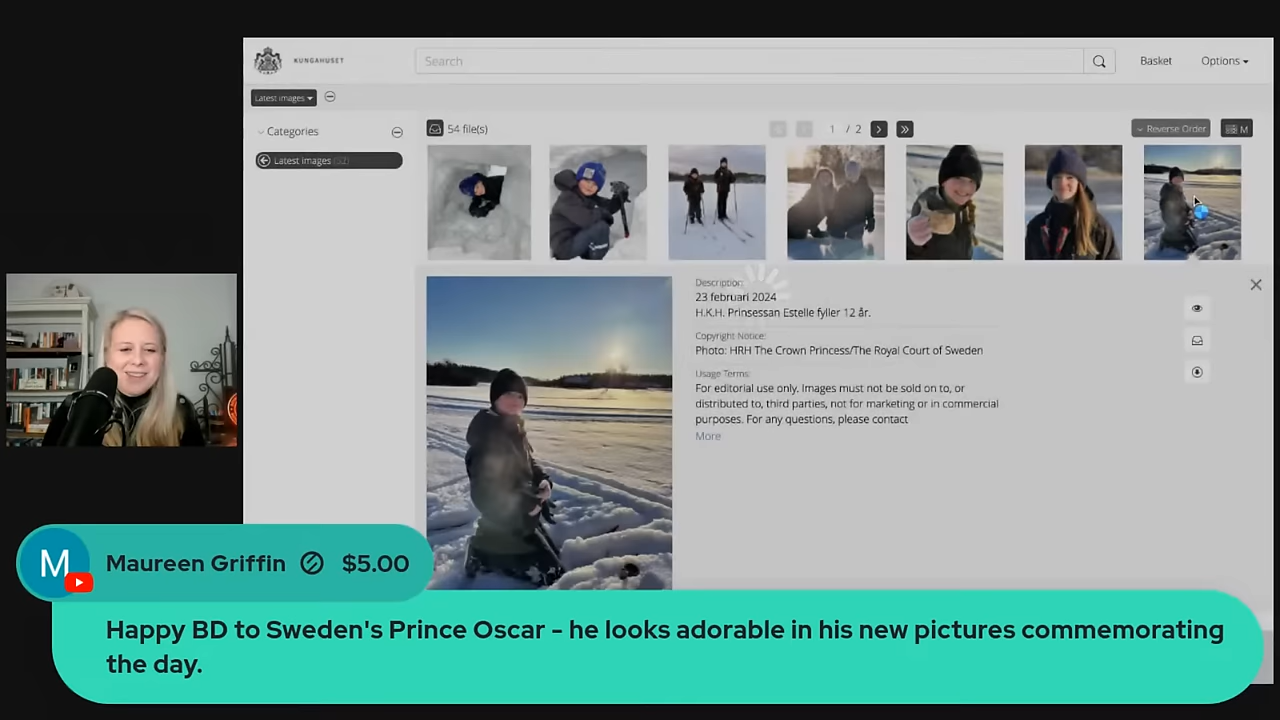 KUNGAHUSET
Search
Basket
Options
Latest images
Categories
Latest images
54 file(s)
1 / 2
Reverse Order
M
Description:
23 februari 2024
H.K.H. Prinsessan Estelle fyller 12 år.
Copyright Notice:
Photo: HRH The Crown Princess/The Royal Court of Sweden
Usage Terms:
For editorial use only. Images must not be sold on to, or
distributed to, third parties, not for marketing or in commercial
purposes. For any questions, please contact
More
M
Maureen Griffin $5.00
Happy BD to Sweden's Prince Oscar - he looks adorable in his new pictures commemorating
the day.